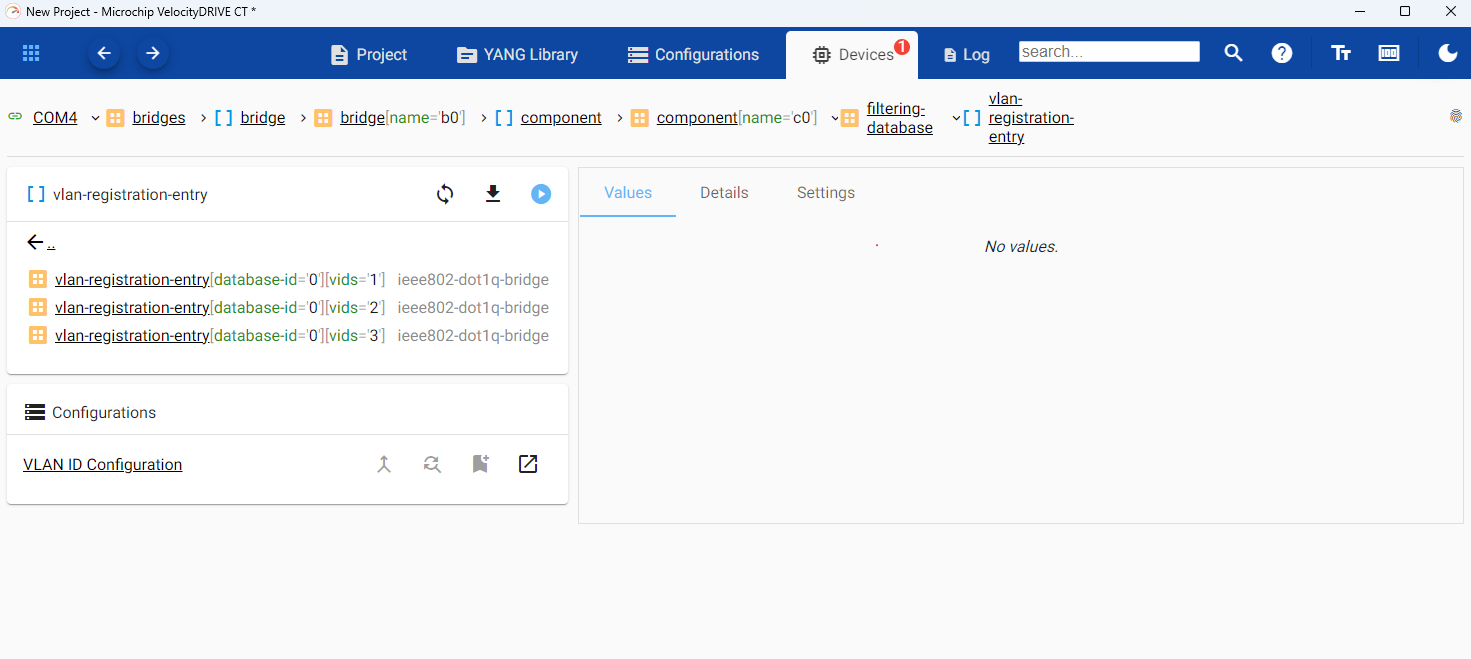 New Project - Microchip VelocityDRIVE CT *
Project
YANG Library
Configurations
Devices 1
Log
search...
COM4
bridges
bridge
bridge[name='b0']
component
component[name='c0']
filtering-
database
vlan-
registration-
entry
vlan-registration-entry
..
vlan-registration-entry[database-id='0'][vids='1'] ieee802-dot1q-bridge
vlan-registration-entry[database-id='0'][vids='2'] ieee802-dot1q-bridge
vlan-registration-entry[database-id='0'][vids='3'] ieee802-dot1q-bridge
Configurations
VLAN ID Configuration
Values Details Settings
No values.